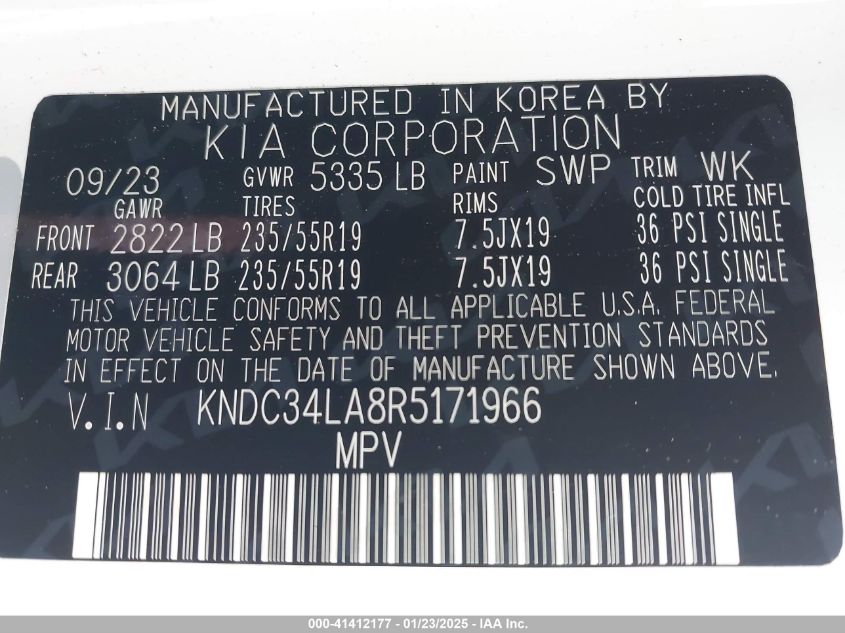 MANUFACTURED IN KOREA BY
KIA CORPORATION
09/23 GVWR 5335 LB PAINT SWP TRIM WK
GAWR TIRES RIMS COLD TIRE INFL
FRONT 2822 LB 235/55R19 7.5JX19 36 PSI SINGLE
REAR 3064 LB 235/55R19 7.5JX19 36 PSI SINGLE
THIS VEHICLE CONFORMS TO ALL APPLICABLE U.S.A. FEDERAL
MOTOR VEHICLE SAFETY AND THEFT PREVENTION STANDARDS
IN EFFECT ON THE DATE OF MANUFACTURE SHOWN ABOVE.
V.I.N KNDC34LA8R5171966
MPV
000-41412177 - 01/23/2025 - IAA Inc.